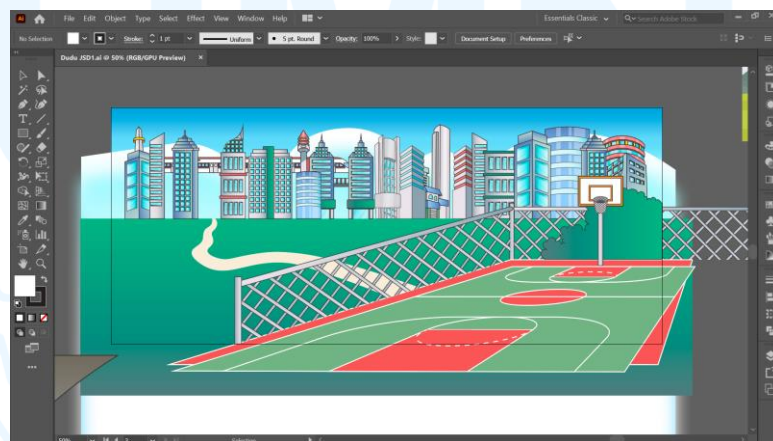 Ai File Edit Object Type Select Effect View Window Help Essentials Classic Search Adobe Stock
No Selection Stroke: 1 pt Uniform 5 pt. Round Opacity: 100% Style: Document Setup Preferences
Dudu JSD1.ai @ 50% (RGB/GPU Preview) ×
50% 2 Selection